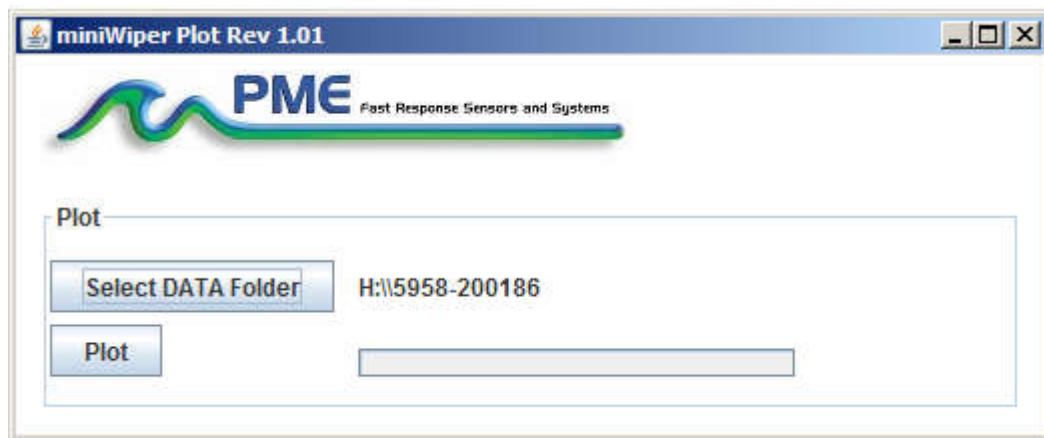 miniWiper Plot Rev 1.01
PME Fast Response Sensors and Systems
Plot
Select DATA Folder H:\\5958-200186
Plot